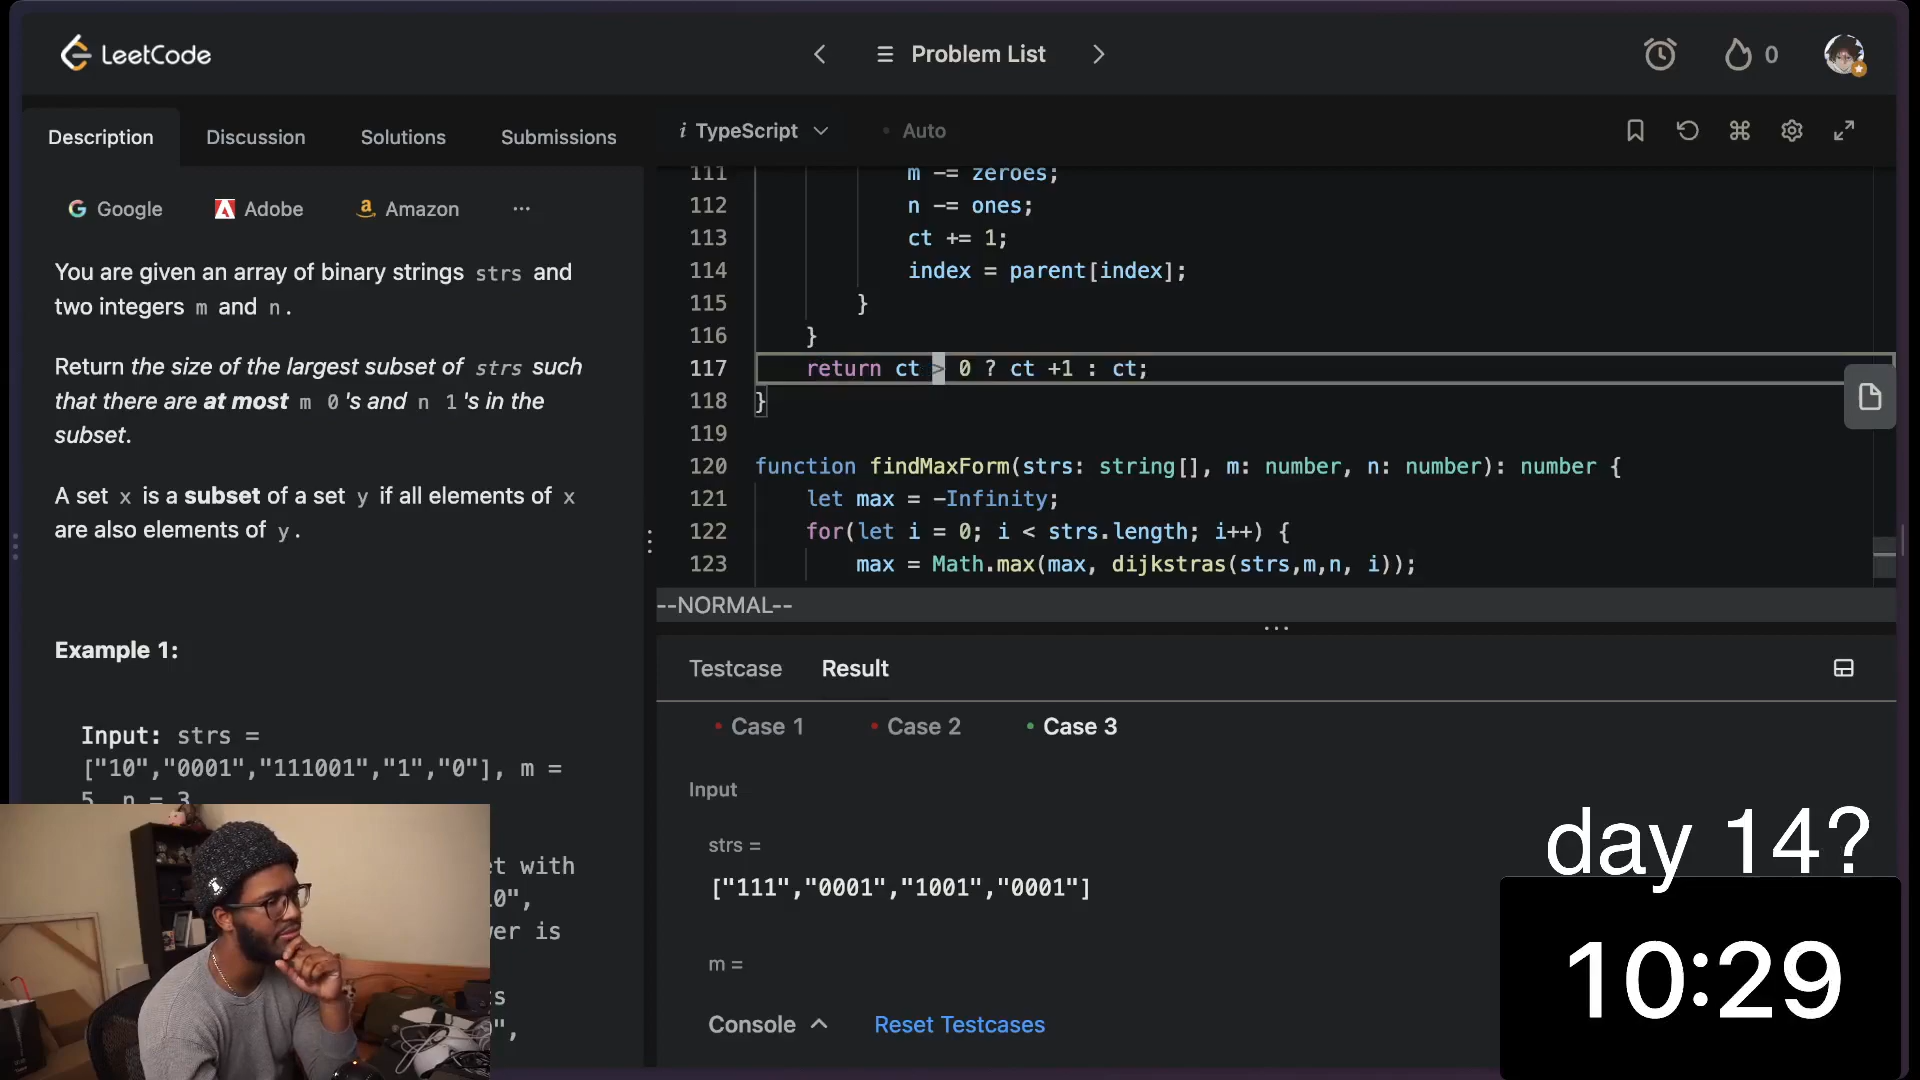 LeetCode
Problem List
0
Description
Discussion
Solutions
Submissions
i TypeScript
Auto
Google
Adobe
Amazon
...
You are given an array of binary strings strs and
two integers m and n.
Return the size of the largest subset of strs such
that there are at most m 0's and n 1's in the
subset.
A set x is a subset of a set y if all elements of x
are also elements of y.
Example 1:
Input: strs =
["10","0001","111001","1","0"], m =
5, n = 3
et with
0",
er is
s
",
111 m -= zeroes;
112 n -= ones;
113 ct += 1;
114 index = parent[index];
115 }
116 }
117 return ct > 0 ? ct +1 : ct;
118 }
119
120 function findMaxForm(strs: string[], m: number, n: number): number {
121 let max = -Infinity;
122 for(let i = 0; i < strs.length; i++) {
123 max = Math.max(max, dijkstras(strs,m,n, i));
--NORMAL--
Testcase
Result
Case 1
Case 2
Case 3
Input
strs =
["111","0001","1001","0001"]
m =
Console
Reset Testcases
day 14?
10:29